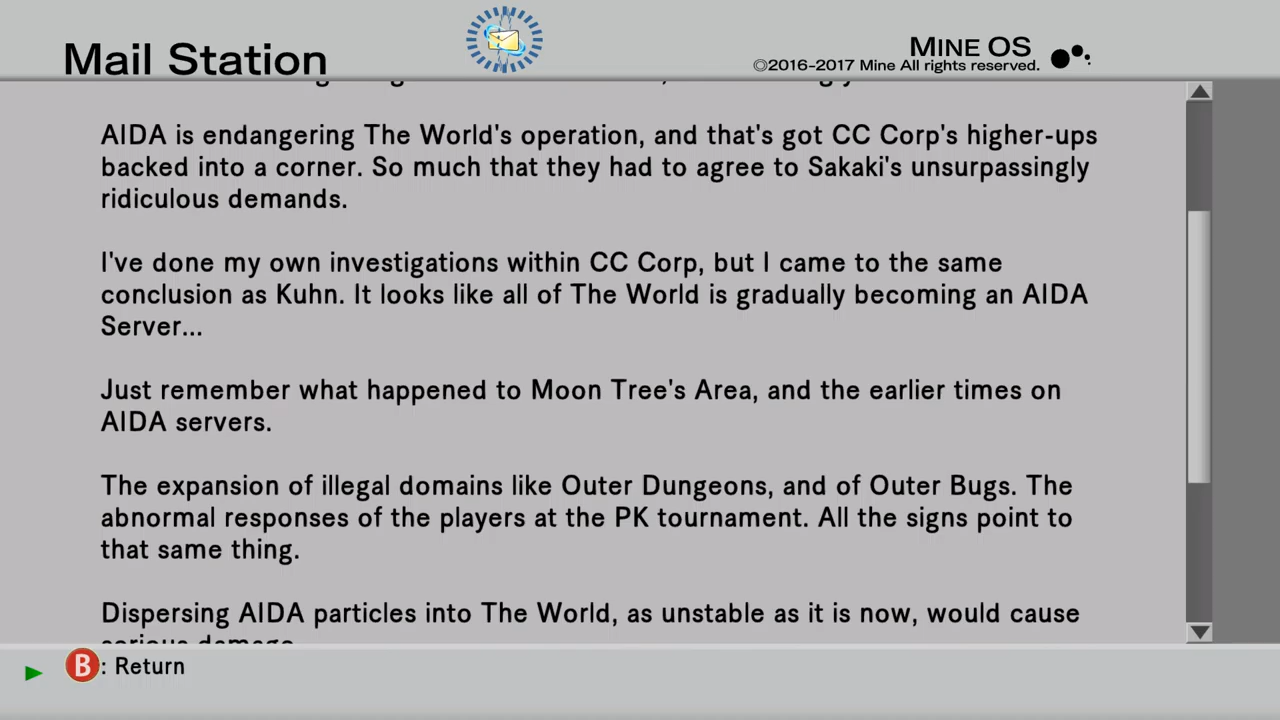 Mail Station
MINE OS
©2016-2017 Mine All rights reserved.
AIDA is endangering The World's operation, and that's got CC Corp's higher-ups
backed into a corner. So much that they had to agree to Sakaki's unsurpassingly
ridiculous demands.
I've done my own investigations within CC Corp, but I came to the same
conclusion as Kuhn. It looks like all of The World is gradually becoming an AIDA
Server...
Just remember what happened to Moon Tree's Area, and the earlier times on
AIDA servers.
The expansion of illegal domains like Outer Dungeons, and of Outer Bugs. The
abnormal responses of the players at the PK tournament. All the signs point to
that same thing.
Dispersing AIDA particles into The World, as unstable as it is now, would cause
serious damage
B : Return